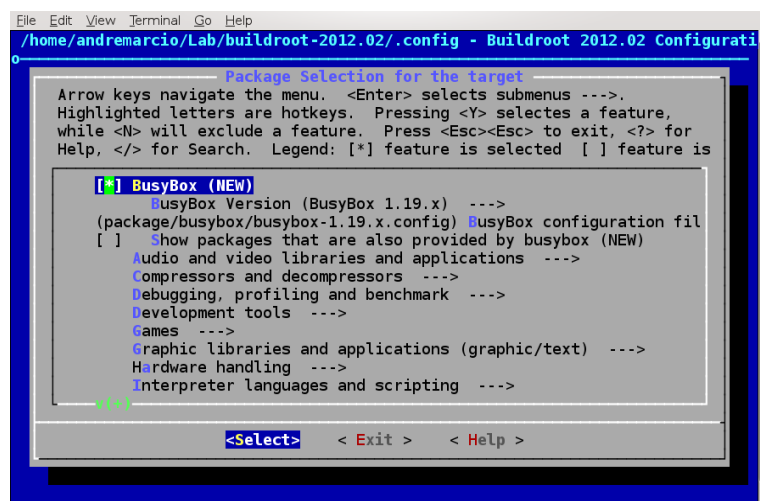 File Edit View Terminal Go Help
/home/andremarcio/Lab/buildroot-2012.02/.config - Buildroot 2012.02 Configurati
Package Selection for the target
Arrow keys navigate the menu. <Enter> selects submenus --->.
Highlighted letters are hotkeys. Pressing <Y> selectes a feature,
while <N> will exclude a feature. Press <Esc><Esc> to exit, <?> for
Help, </> for Search. Legend: [*] feature is selected [ ] feature is
[*] BusyBox (NEW)
BusyBox Version (BusyBox 1.19.x) --->
(package/busybox/busybox-1.19.x.config) BusyBox configuration fil
[ ] Show packages that are also provided by busybox (NEW)
Audio and video libraries and applications --->
Compressors and decompressors --->
Debugging, profiling and benchmark --->
Development tools --->
Games --->
Graphic libraries and applications (graphic/text) --->
Hardware handling --->
Interpreter languages and scripting --->
v(+)
<Select> < Exit > < Help >